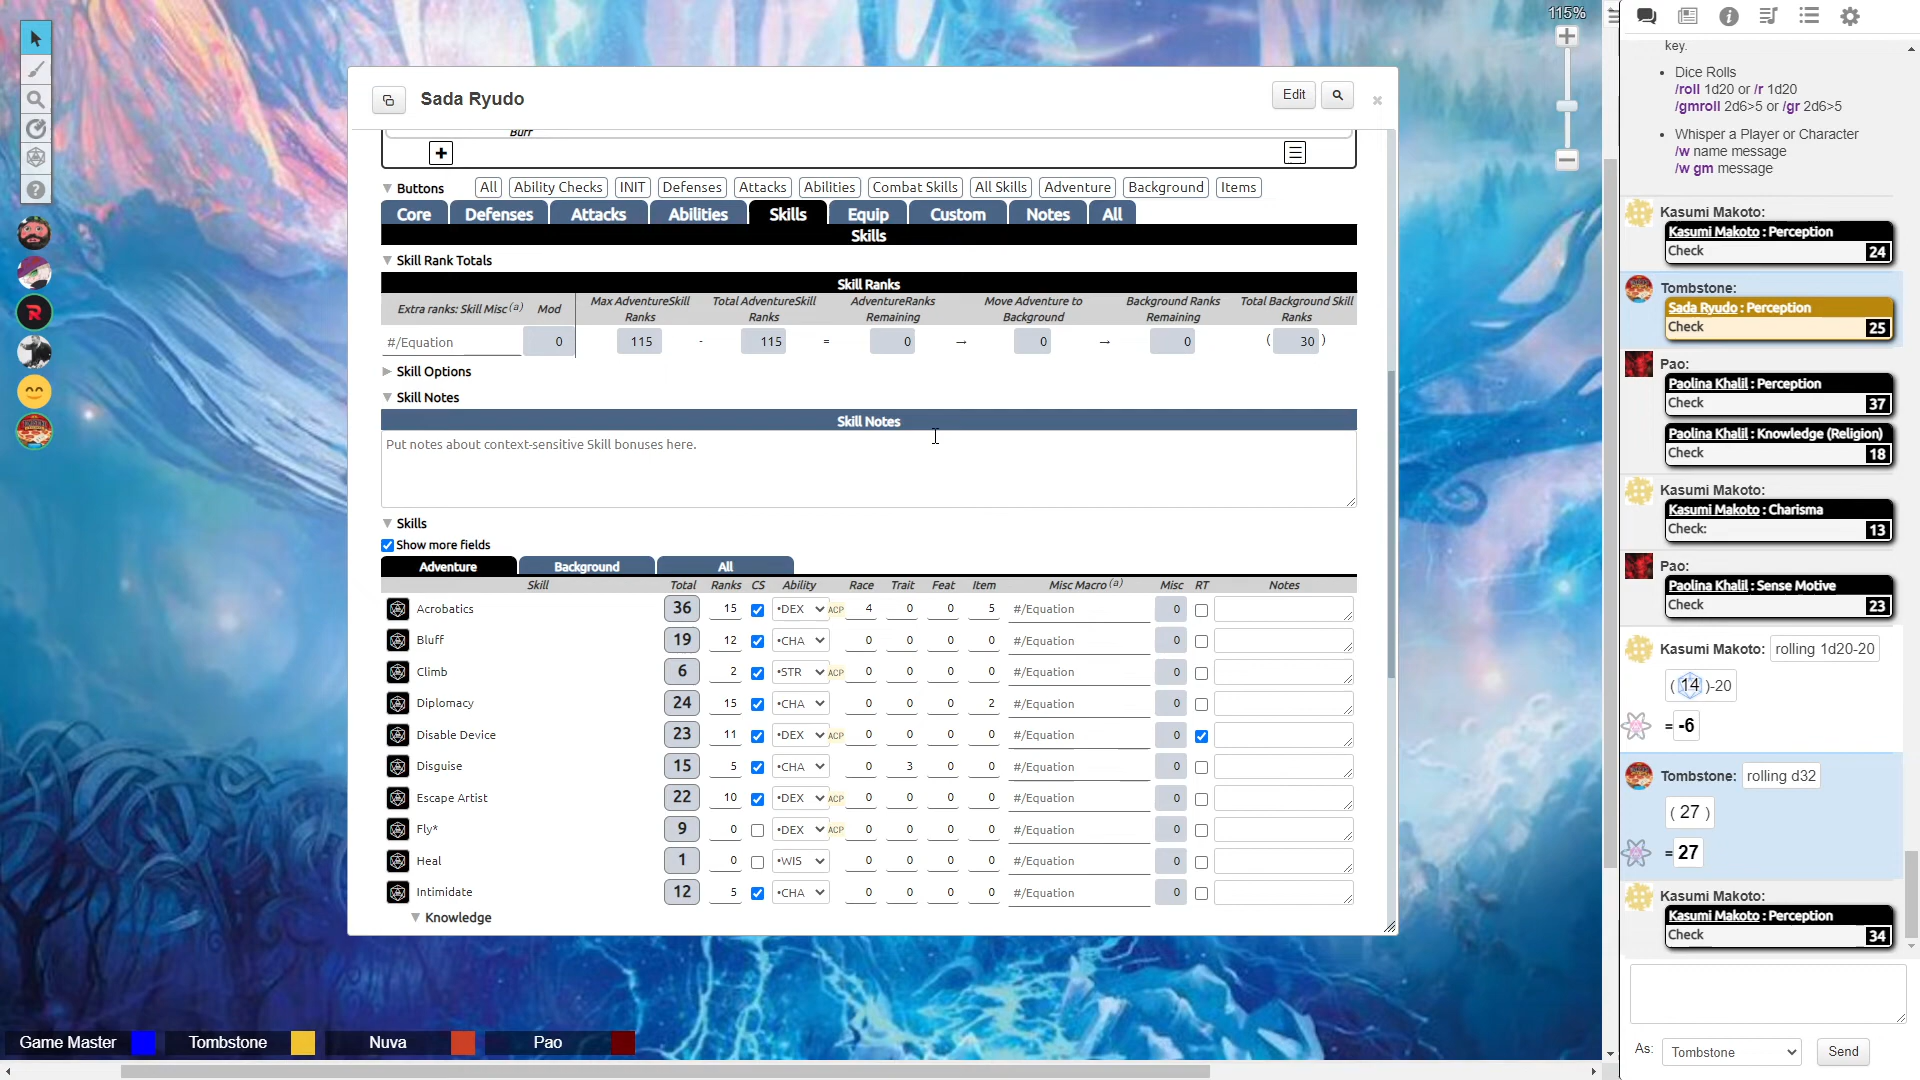 115%
Sada Ryudo
Edit
Buff
Buttons All Ability Checks INIT Defenses Attacks Abilities Combat Skills All Skills Adventure Background Items
Core Defenses Attacks Abilities Skills Equip Custom Notes All
Skills
Skill Rank Totals
Skill Ranks
Extra ranks: Skill Misc (a) Mod Max AdventureSkill Ranks Total AdventureSkill Ranks AdventureRanks Remaining Move Adventure to Background Background Ranks Remaining Total Background Skill Ranks
#/Equation 0 115 - 115 = 0 → 0 → 0 ( 30 )
Skill Options
Skill Notes
Skill Notes
Put notes about context-sensitive Skill bonuses here.
Skills
Show more fields
Adventure Background All
Skill Total Ranks CS Ability Race Trait Feat Item Misc Macro (a) Misc RT Notes
Acrobatics 36 15 •DEX ACP 4 0 0 5 #/Equation 0
Bluff 19 12 •CHA 0 0 0 0 #/Equation 0
Climb 6 2 •STR ACP 0 0 0 0 #/Equation 0
Diplomacy 24 15 •CHA 0 0 0 2 #/Equation 0
Disable Device 23 11 •DEX ACP 0 0 0 0 #/Equation 0
Disguise 15 5 •CHA 0 3 0 0 #/Equation 0
Escape Artist 22 10 •DEX ACP 0 0 0 0 #/Equation 0
Fly* 9 0 •DEX ACP 0 0 0 0 #/Equation 0
Heal 1 0 •WIS 0 0 0 0 #/Equation 0
Intimidate 12 5 •CHA 0 0 0 0 #/Equation 0
Knowledge
Game Master Tombstone Nuva Pao
key.
• Dice Rolls
/roll 1d20 or /r 1d20
/gmroll 2d6>5 or /gr 2d6>5
• Whisper a Player or Character
/w name message
/w gm message
Kasumi Makoto:
Kasumi Makoto : Perception
Check 24
Tombstone:
Sada Ryudo : Perception
Check 25
Pao:
Paolina Khalil : Perception
Check 37
Paolina Khalil : Knowledge (Religion)
Check 18
Kasumi Makoto:
Kasumi Makoto : Charisma
Check: 13
Pao:
Paolina Khalil : Sense Motive
Check 23
Kasumi Makoto: rolling 1d20-20
( 14 )-20
= -6
Tombstone: rolling d32
( 27 )
= 27
Kasumi Makoto:
Kasumi Makoto : Perception
Check 34
As: Tombstone Send